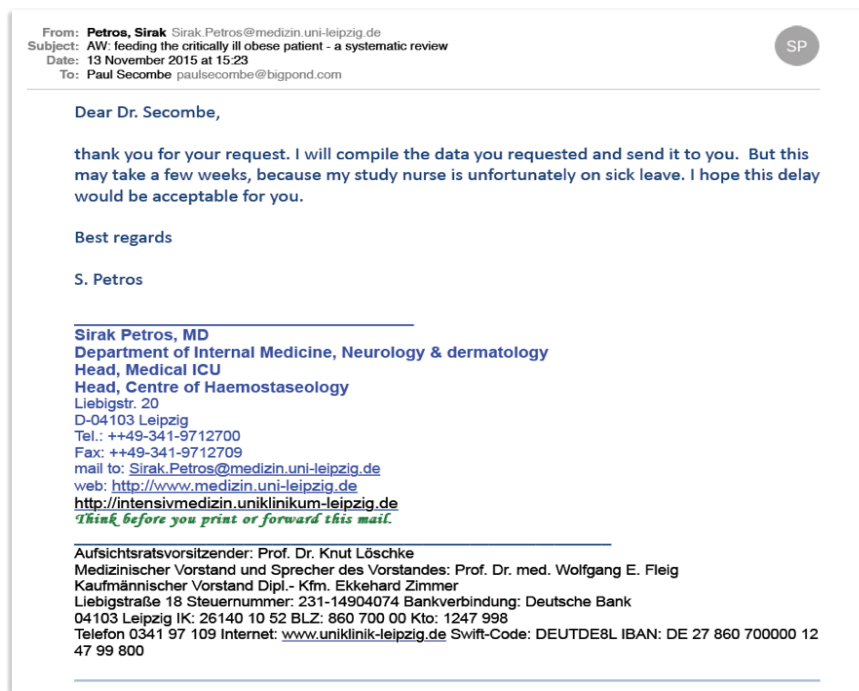 From: Petros, Sirak Sirak.Petros@medizin.uni-leipzig.de
Subject: AW: feeding the critically ill obese patient - a systematic review
Date: 13 November 2015 at 15:23
To: Paul Secombe paulsecombe@bigpond.com
SP
Dear Dr. Secombe,
thank you for your request. I will compile the data you requested and send it to you.  But this
may take a few weeks, because my study nurse is unfortunately on sick leave. I hope this delay
would be acceptable for you.
Best regards
S. Petros
Sirak Petros, MD
Department of Internal Medicine, Neurology & dermatology
Head, Medical ICU
Head, Centre of Haemostaseology
Liebigstr. 20
D-04103 Leipzig
Tel.: ++49-341-9712700
Fax: ++49-341-9712709
mail to: Sirak.Petros@medizin.uni-leipzig.de
web: http://www.medizin.uni-leipzig.de
http://intensivmedizin.uniklinikum-leipzig.de
Think before you print or forward this mail.
Aufsichtsratsvorsitzender: Prof. Dr. Knut Löschke
Medizinischer Vorstand und Sprecher des Vorstandes: Prof. Dr. med. Wolfgang E. Fleig
Kaufmännischer Vorstand Dipl.- Kfm. Ekkehard Zimmer
Liebigstraße 18 Steuernummer: 231-14904074 Bankverbindung: Deutsche Bank
04103 Leipzig IK: 26140 10 52 BLZ: 860 700 00 Kto: 1247 998
Telefon 0341 97 109 Internet: www.uniklinik-leipzig.de Swift-Code: DEUTDE8L IBAN: DE 27 860 700000 12
47 99 800